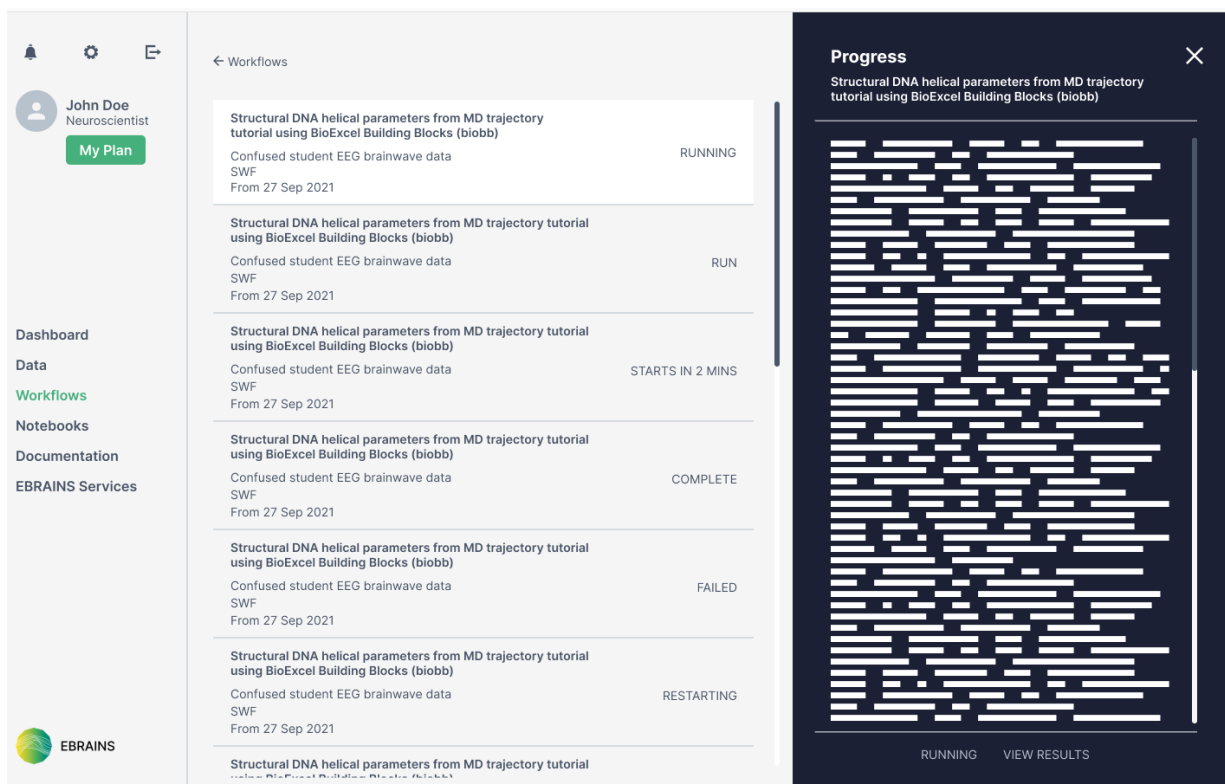 John Doe
Neuroscientist
My Plan
Dashboard
Data
Workflows
Notebooks
Documentation
EBRAINS Services
EBRAINS
← Workflows
Structural DNA helical parameters from MD trajectory
tutorial using BioExcel Building Blocks (biobb)
Confused student EEG brainwave data
SWF
From 27 Sep 2021
RUNNING
Structural DNA helical parameters from MD trajectory tutorial
using BioExcel Building Blocks (biobb)
Confused student EEG brainwave data
SWF
From 27 Sep 2021
RUN
Structural DNA helical parameters from MD trajectory tutorial
using BioExcel Building Blocks (biobb)
Confused student EEG brainwave data
SWF
From 27 Sep 2021
STARTS IN 2 MINS
Structural DNA helical parameters from MD trajectory tutorial
using BioExcel Building Blocks (biobb)
Confused student EEG brainwave data
SWF
From 27 Sep 2021
COMPLETE
Structural DNA helical parameters from MD trajectory tutorial
using BioExcel Building Blocks (biobb)
Confused student EEG brainwave data
SWF
From 27 Sep 2021
FAILED
Structural DNA helical parameters from MD trajectory tutorial
using BioExcel Building Blocks (biobb)
Confused student EEG brainwave data
SWF
From 27 Sep 2021
RESTARTING
Structural DNA helical parameters from MD trajectory tutorial
using BioExcel Building Blocks (biobb)
Progress
Structural DNA helical parameters from MD trajectory
tutorial using BioExcel Building Blocks (biobb)
RUNNING
VIEW RESULTS